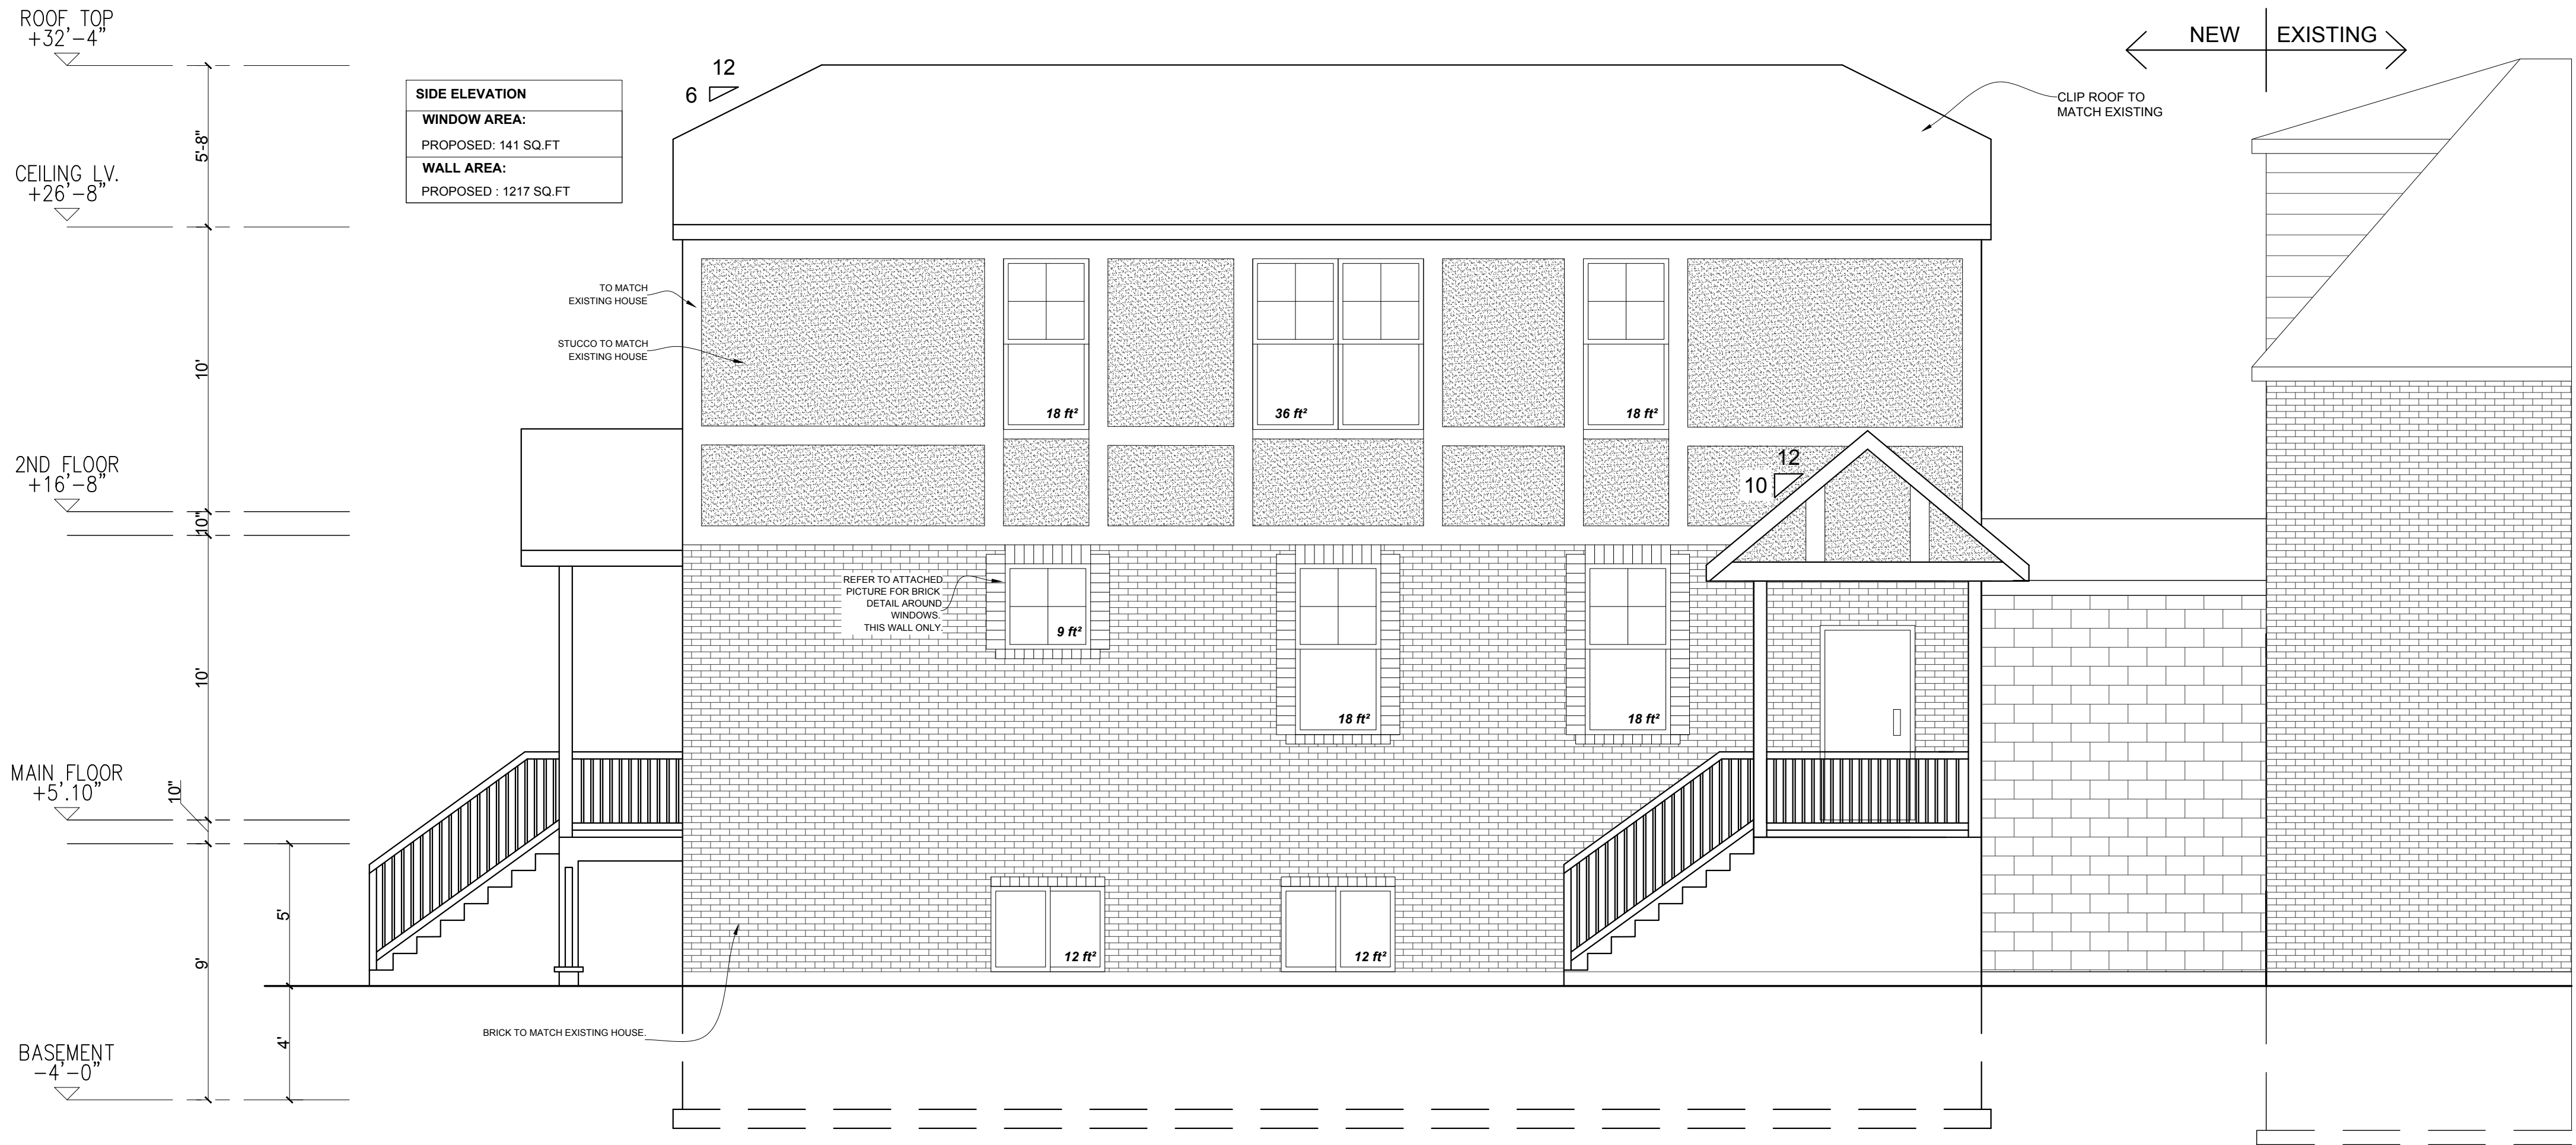 ROOF TOP
+32'-4"
CEILING LV.
+26'-8"
2ND FLOOR
+16'-8"
MAIN FLOOR
+5'.10"
BASEMENT
-4'-0"
5'-8"
10'
10"
10'
10"
9'
5'
4'
SIDE ELEVATION
WINDOW AREA:
PROPOSED: 141 SQ.FT
WALL AREA:
PROPOSED : 1217 SQ.FT
12
6
NEW
EXISTING
CLIP ROOF TO
MATCH EXISTING
TO MATCH
EXISTING HOUSE
STUCCO TO MATCH
EXISTING HOUSE
18 ft²
36 ft²
18 ft²
12
10
REFER TO ATTACHED
PICTURE FOR BRICK
DETAIL AROUND
WINDOWS.
THIS WALL ONLY.
9 ft²
18 ft²
18 ft²
12 ft²
12 ft²
BRICK TO MATCH EXISTING HOUSE.